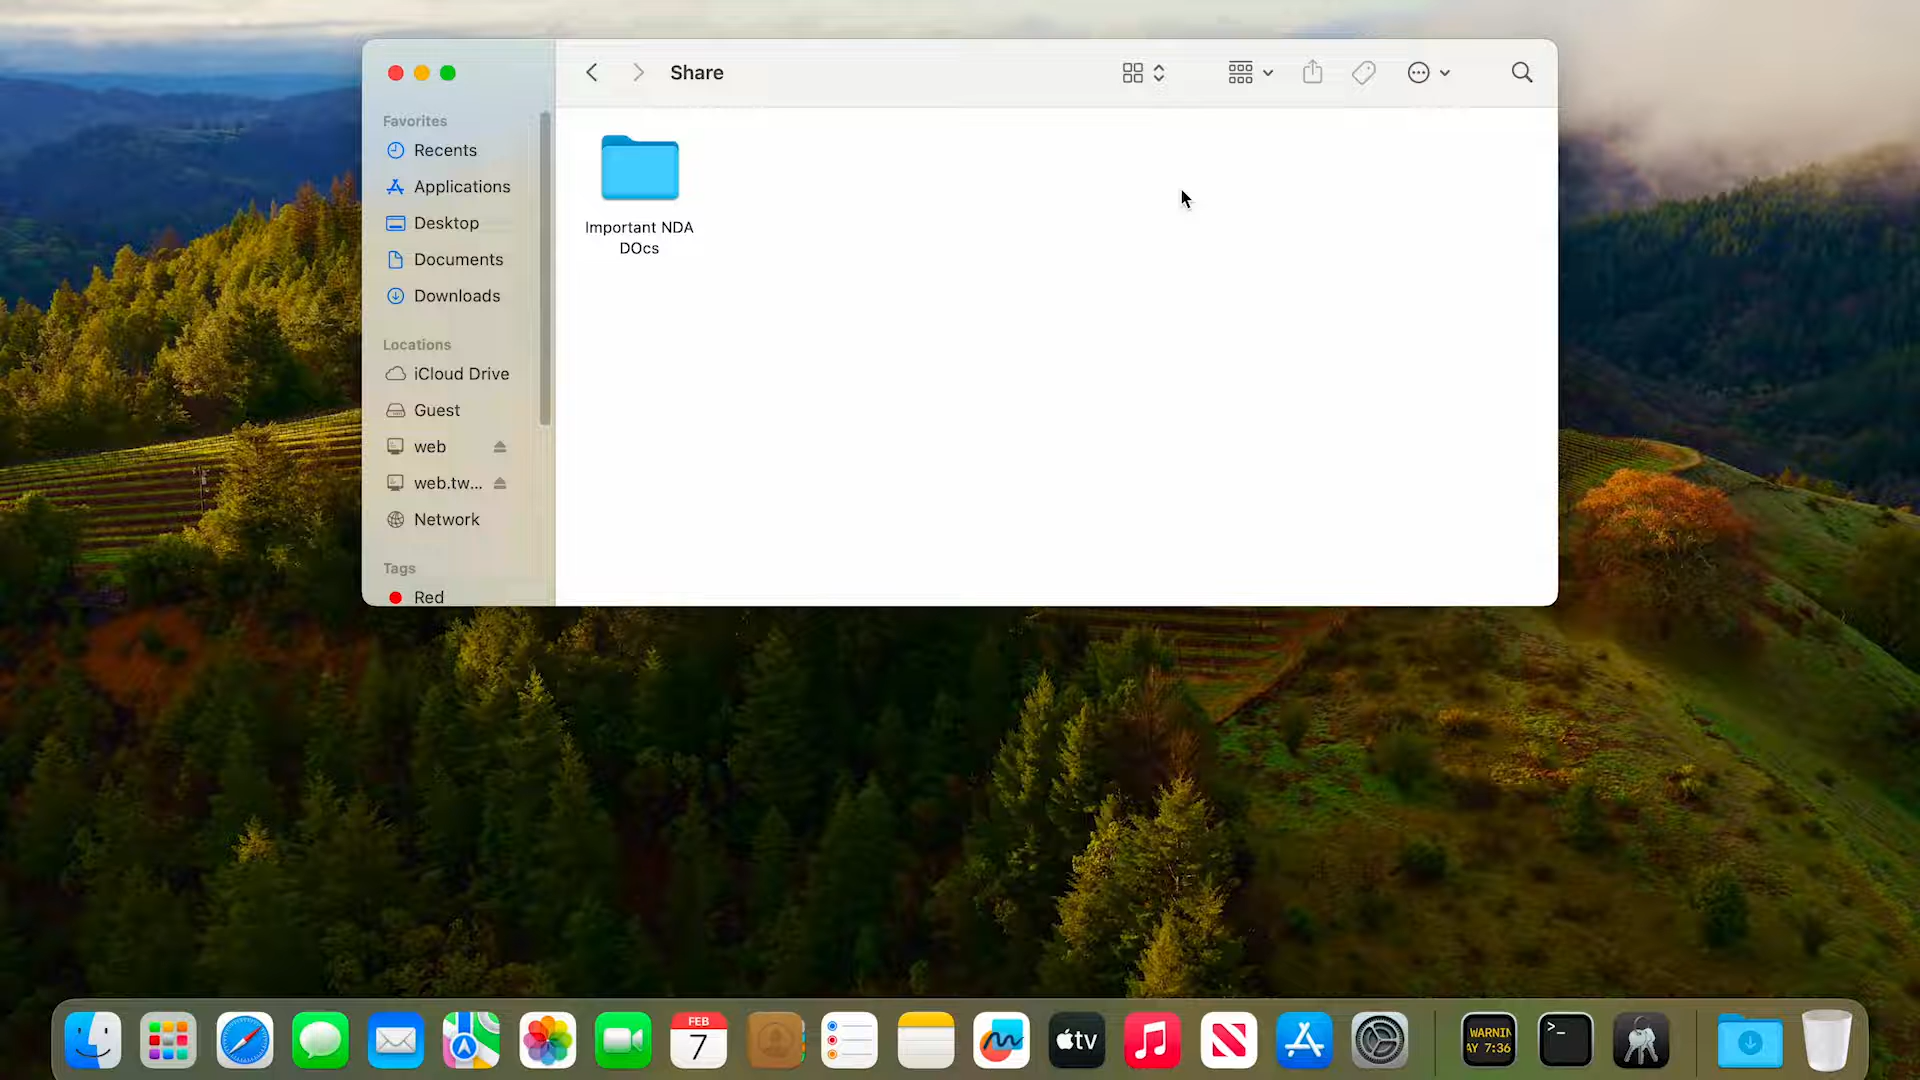 Share
Favorites
Recents
Applications
Desktop
Documents
Downloads
Locations
iCloud Drive
Guest
web
web.tw...
Network
Tags
Red
Important NDA
DOcs
FEB
7
tv
WARNIN
AY 7:36
>_